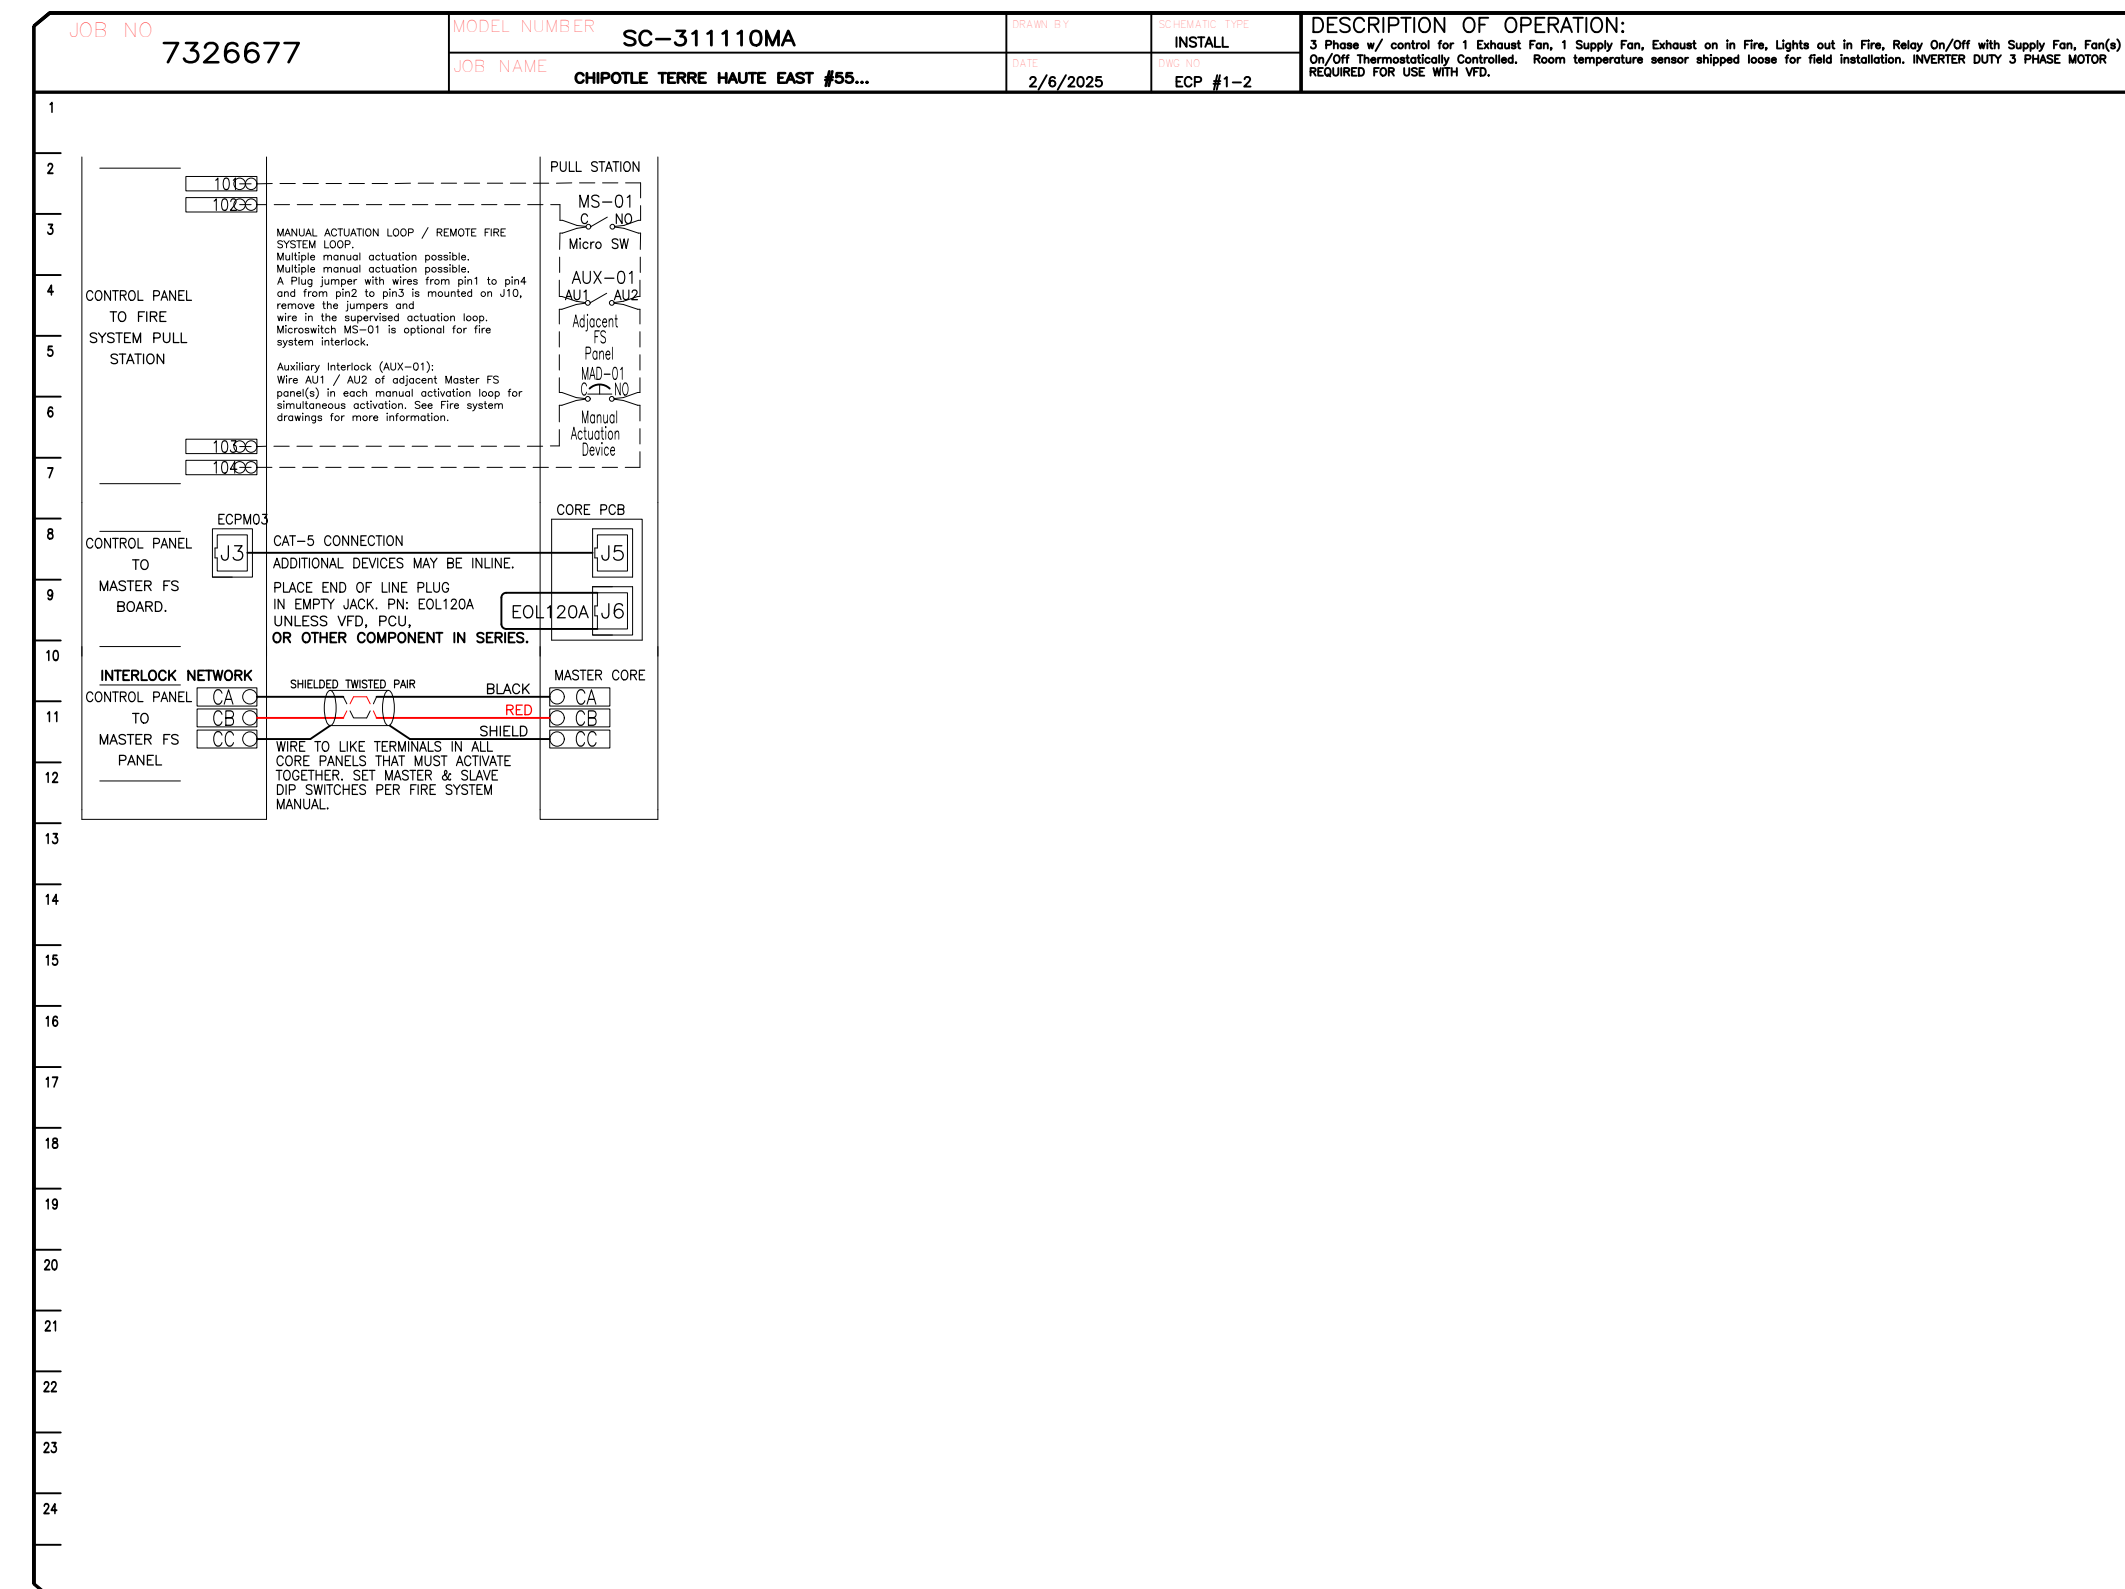 JOB NO
7326677
MODEL NUMBER
SC-311110MA
JOB NAME
CHIPOTLE TERRE HAUTE EAST #55...
DRAWN BY
DATE
2/6/2025
SCHEMATIC TYPE
INSTALL
DWG NO
ECP #1-2
DESCRIPTION OF OPERATION:
3 Phase w/ control for 1 Exhaust Fan, 1 Supply Fan, Exhaust on in Fire, Lights out in Fire, Relay On/Off with Supply Fan, Fan(s)
On/Off Thermostatically Controlled. Room temperature sensor shipped loose for field installation. INVERTER DUTY 3 PHASE MOTOR
REQUIRED FOR USE WITH VFD.
1
2
3
4
5
6
7
8
9
10
11
12
13
14
15
16
17
18
19
20
21
22
23
24
CONTROL PANEL
TO FIRE
SYSTEM PULL
STATION
101
102
103
104
MANUAL ACTUATION LOOP / REMOTE FIRE
SYSTEM LOOP.
Multiple manual actuation possible.
Multiple manual actuation possible.
A Plug jumper with wires from pin1 to pin4
and from pin2 to pin3 is mounted on J10,
remove the jumpers and
wire in the supervised actuation loop.
Microswitch MS-01 is optional for fire
system interlock.
Auxiliary Interlock (AUX-01):
Wire AU1 / AU2 of adjacent Master FS
panel(s) in each manual activation loop for
simultaneous activation. See Fire system
drawings for more information.
PULL STATION
MS-01
C NO
Micro SW
AUX-01
AU1 AU2
Adjacent
FS
Panel
MAD-01
C NO
Manual
Actuation
Device
CONTROL PANEL
TO
MASTER FS
BOARD.
ECPM03
J3
CAT-5 CONNECTION
ADDITIONAL DEVICES MAY BE INLINE.
PLACE END OF LINE PLUG
IN EMPTY JACK. PN: EOL120A
UNLESS VFD, PCU,
OR OTHER COMPONENT IN SERIES.
CORE PCB
J5
EOL120A J6
INTERLOCK NETWORK
CONTROL PANEL
TO
MASTER FS
PANEL
CA
CB
CC
SHIELDED TWISTED PAIR
BLACK
RED
SHIELD
WIRE TO LIKE TERMINALS IN ALL
CORE PANELS THAT MUST ACTIVATE
TOGETHER. SET MASTER & SLAVE
DIP SWITCHES PER FIRE SYSTEM
MANUAL.
MASTER CORE
CA
CB
CC